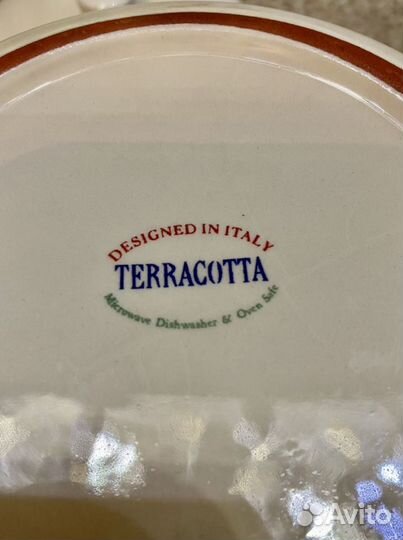 DESIGNED IN ITALY
TERRACOTTA
Microwave Dishwasher & Oven Safe
Avito